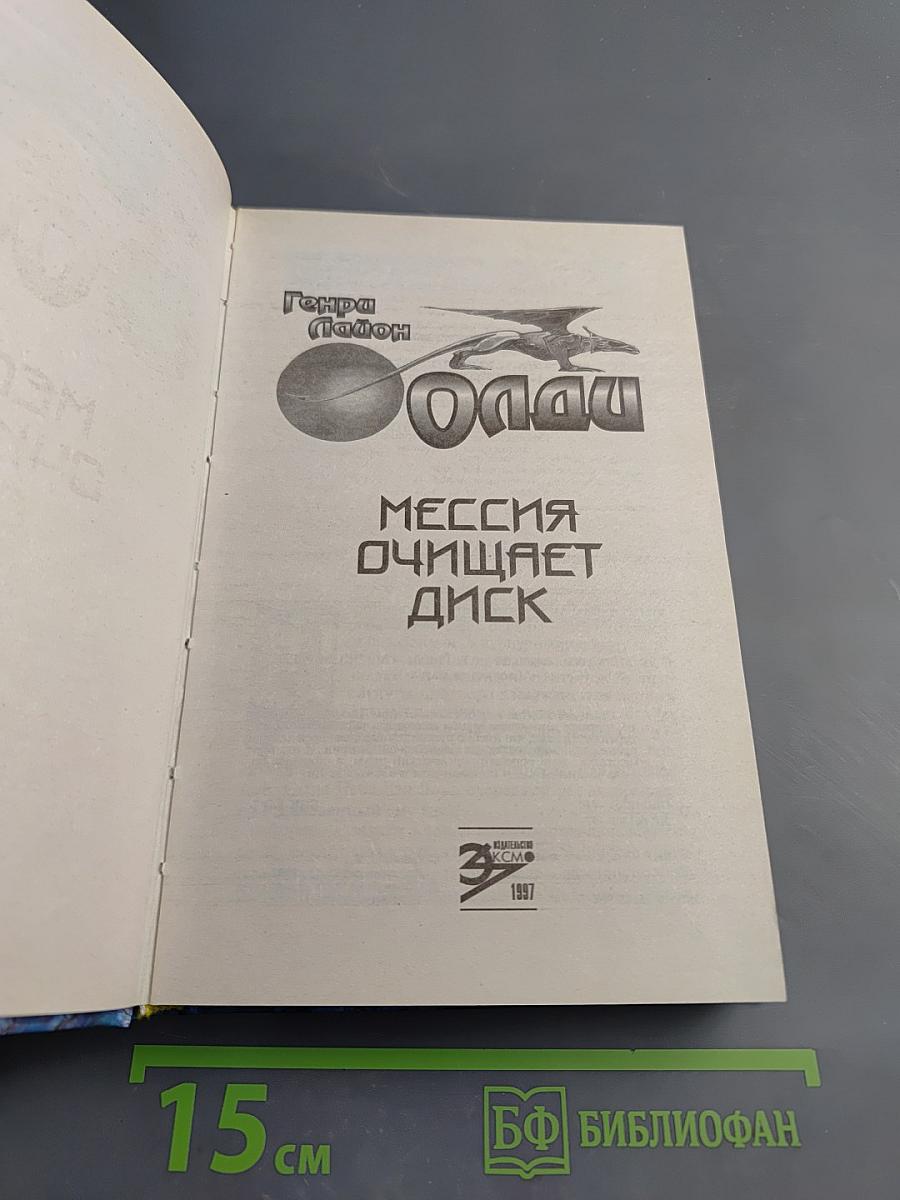 Генри
Лайон
Олди
МЕССИЯ
ОЧИЩАЕТ
ДИСК
ИЗДАТЕЛЬСТВО
ЭКСМО
1997
15 см
БФ БИБЛИОФАН